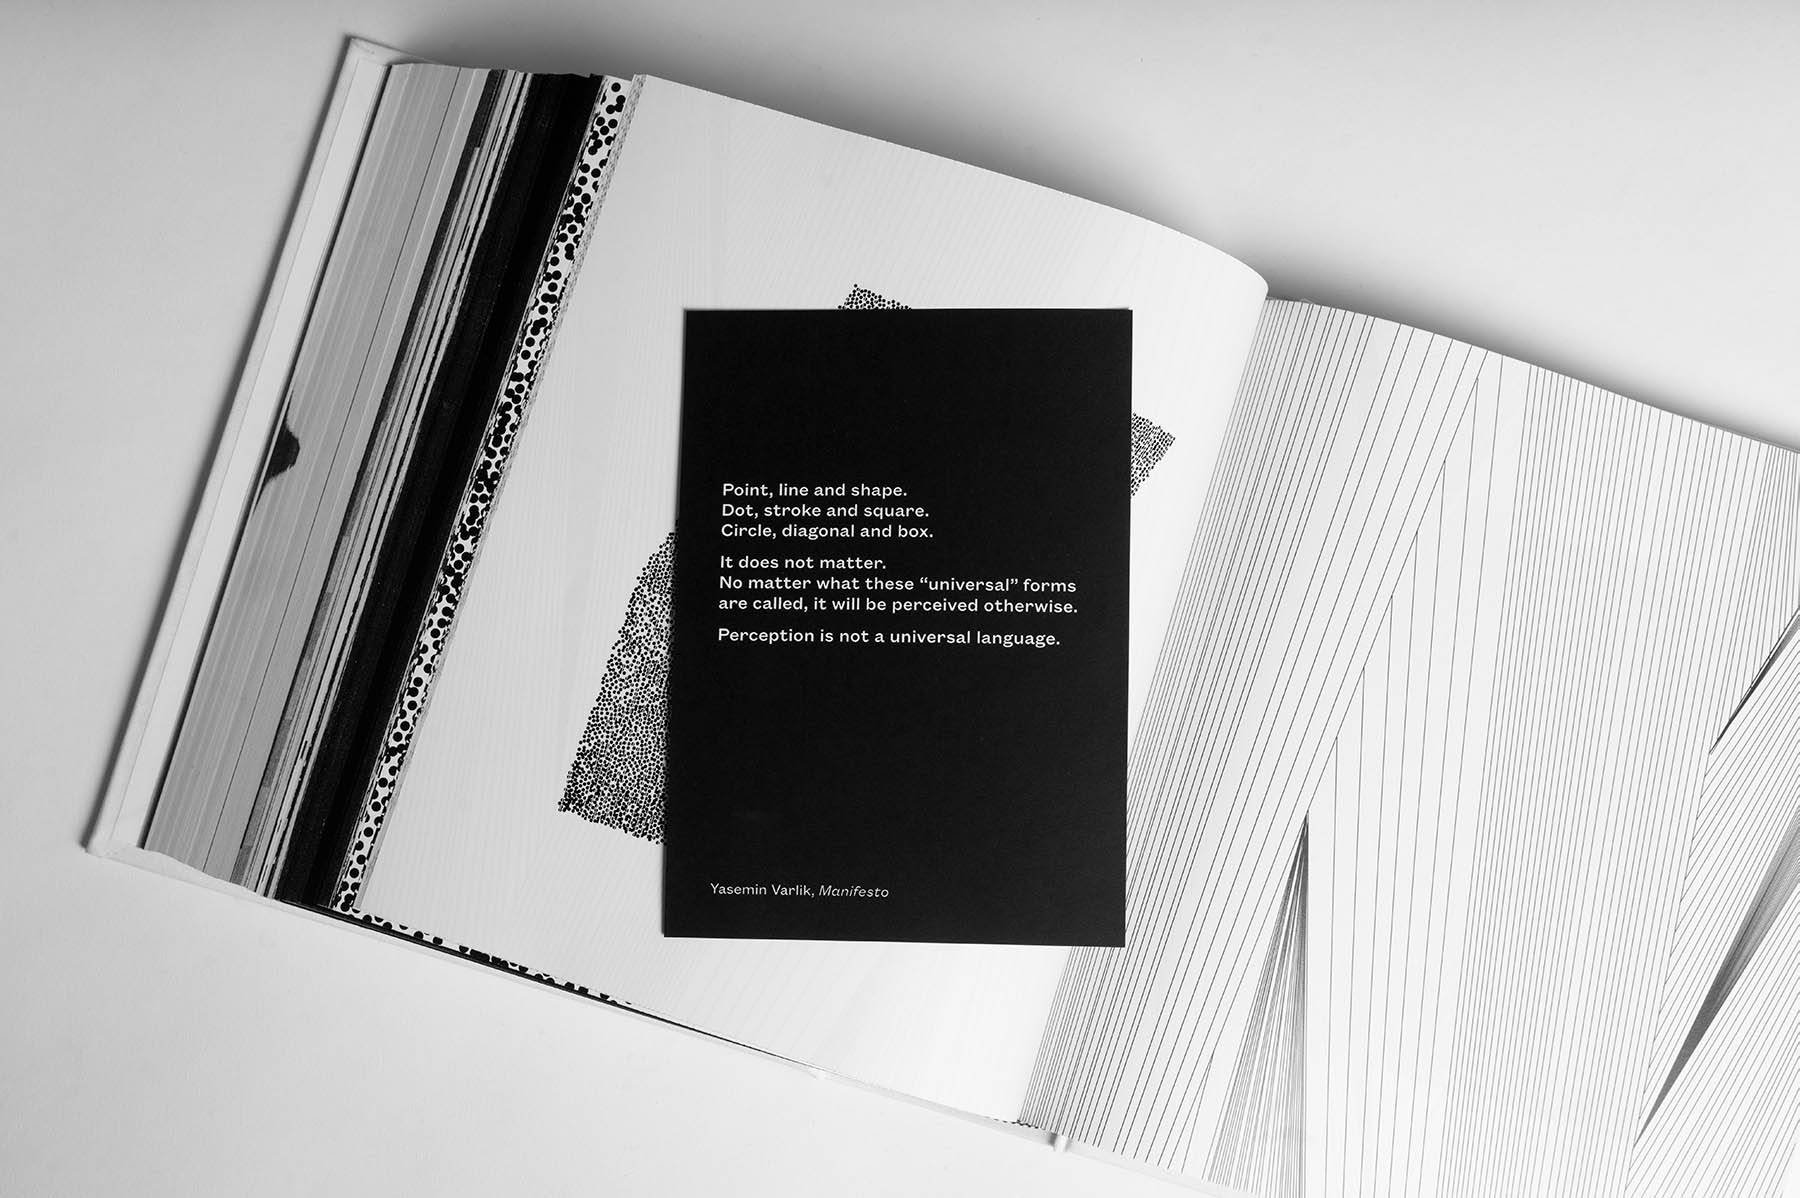 Point, line and shape.
Dot, stroke and square.
Circle, diagonal and box.
It does not matter.
No matter what these “universal” forms
are called, it will be perceived otherwise.
Perception is not a universal language.
Yasemin Varlik, Manifesto